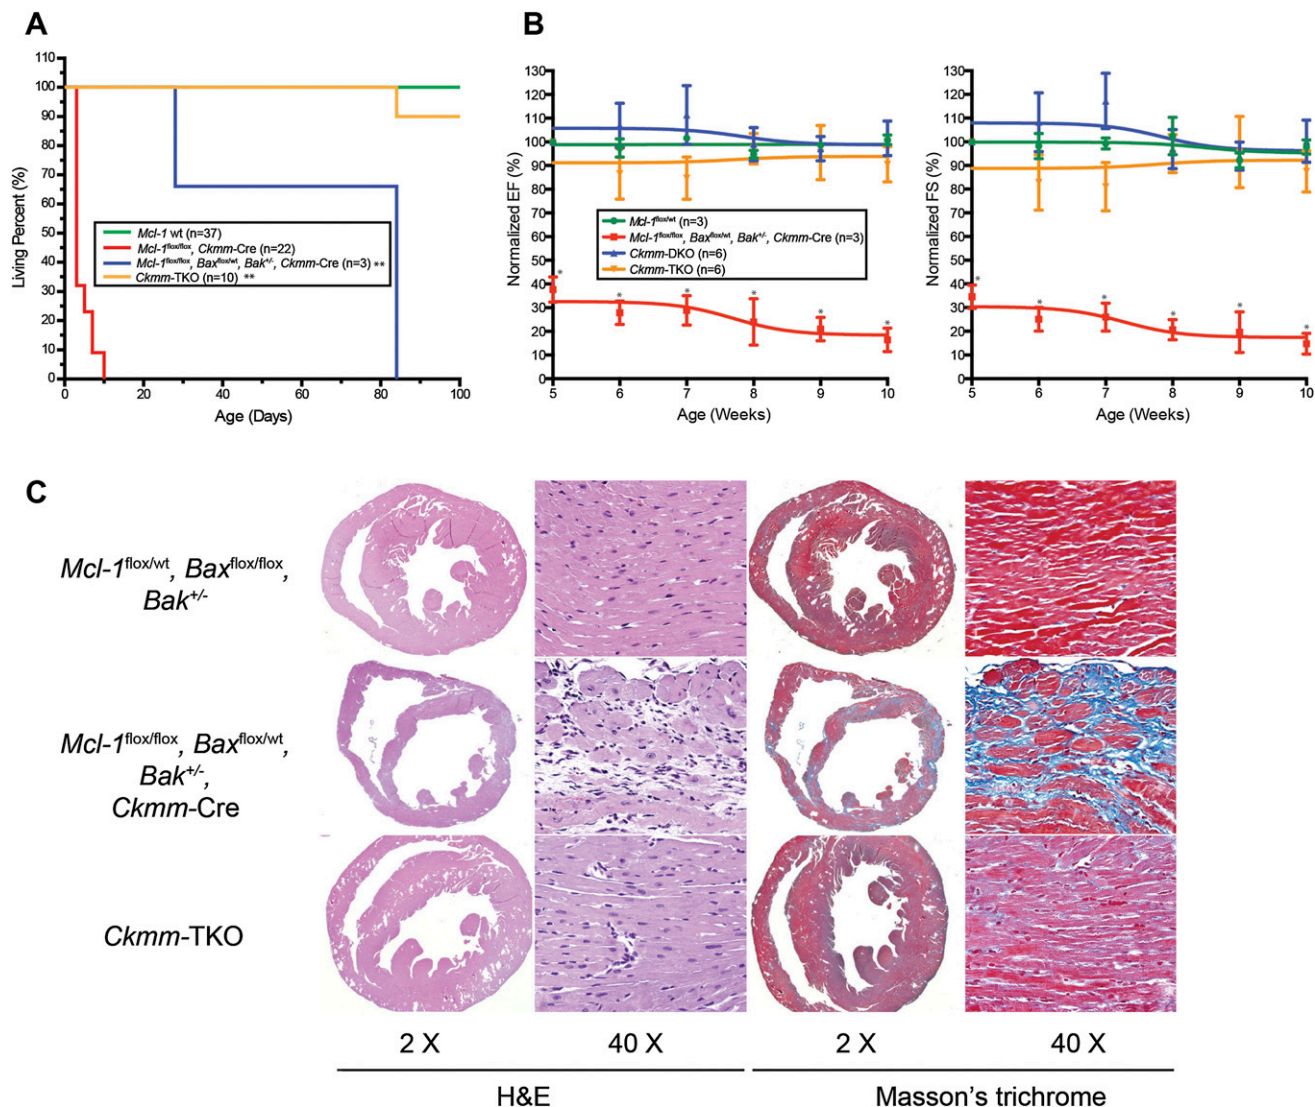 A
110
100
90
80
70
60
50
40
30
20
10
0
Living Percent (%)
0 20 40 60 80 100
Age (Days)
Mcl-1 wt (n=37)
Mcl-1flox/flox, Ckmm-Cre (n=22)
Mcl-1flox/flox, Baxflox/wt, Bak+/-, Ckmm-Cre (n=3) **
Ckmm-TKO (n=10) **
B
130
120
110
100
90
80
70
60
50
40
30
20
10
0
Normalized EF (%)
5 6 7 8 9 10
Age (Weeks)
Mcl-1flox/wt (n=3)
Mcl-1flox/flox, Baxflox/wt, Bak+/-, Ckmm-Cre (n=3)
Ckmm-DKO (n=6)
Ckmm-TKO (n=6)
* * * * * *
130
120
110
100
90
80
70
60
50
40
30
20
10
0
Normalized FS (%)
5 6 7 8 9 10
Age (Weeks)
* * * * * *
C
Mcl-1flox/wt, Baxflox/flox,
Bak+/-
Mcl-1flox/flox, Baxflox/wt,
Bak+/-,
Ckmm-Cre
Ckmm-TKO
2 X 40 X 2 X 40 X
H&E Masson's trichrome